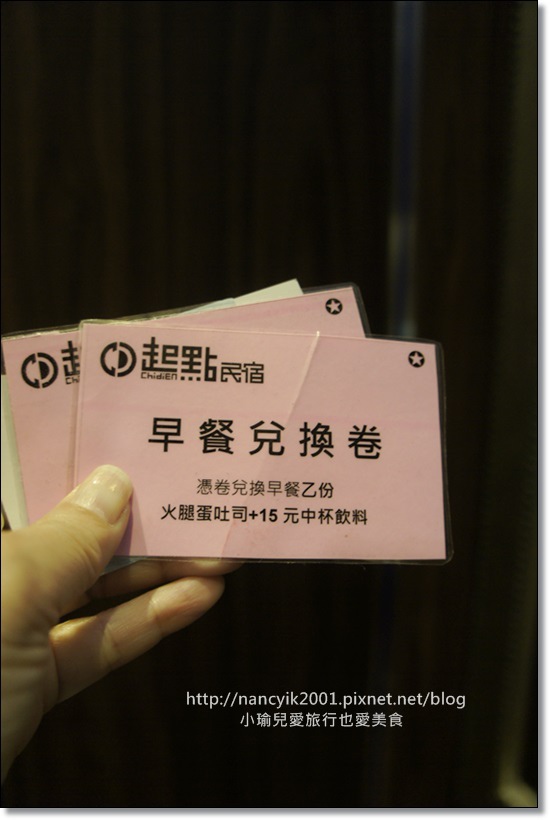 起
起點民宿
ChidiEN
早餐兌換卷
憑卷兌換早餐乙份
火腿蛋吐司+15 元中杯飲料
http://nancyik2001.pixnet.net/blog
小瑜兒愛旅行也愛美食